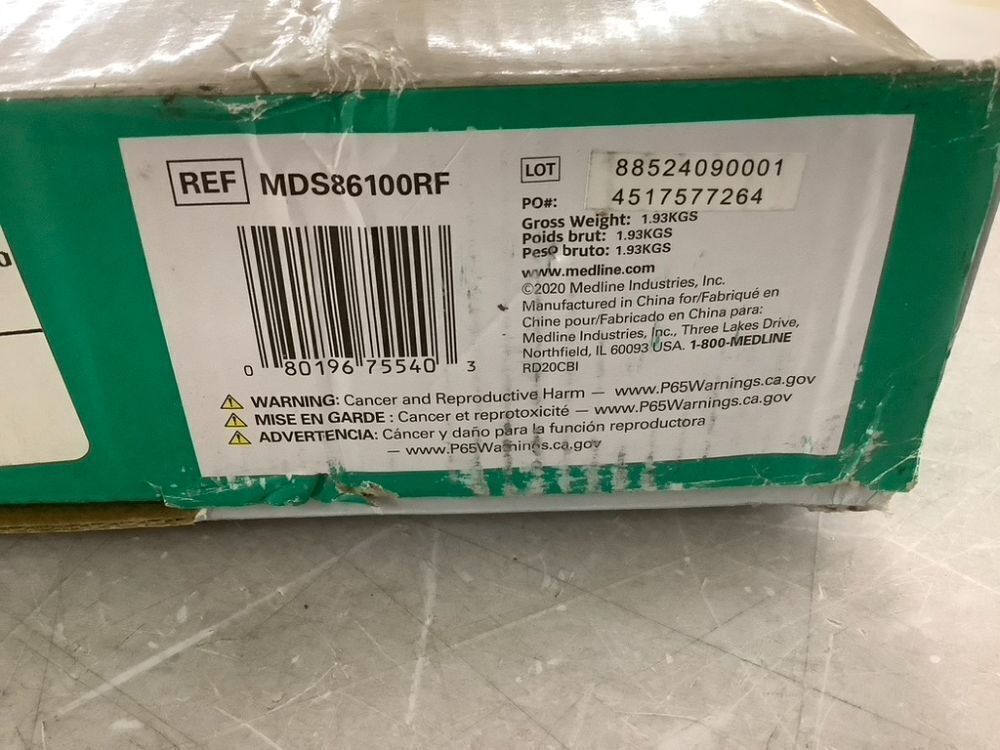 REF MDS86100RF
0 80196 75540 3
LOT 88524090001
PO#: 4517577264
Gross Weight: 1.93KGS
Poids brut: 1.93KGS
Peso bruto: 1.93KGS
www.medline.com
©2020 Medline Industries, Inc.
Manufactured in China for/Fabriqué en
Chine pour/Fabricado en China para:
Medline Industries, Inc., Three Lakes Drive,
Northfield, IL 60093 USA. 1-800-MEDLINE
RD20CBI
WARNING: Cancer and Reproductive Harm — www.P65Warnings.ca.gov
MISE EN GARDE : Cancer et reprotoxicité — www.P65Warnings.ca.gov
ADVERTENCIA: Cáncer y daño para la función reproductora
— www.P65Warnings.ca.gov